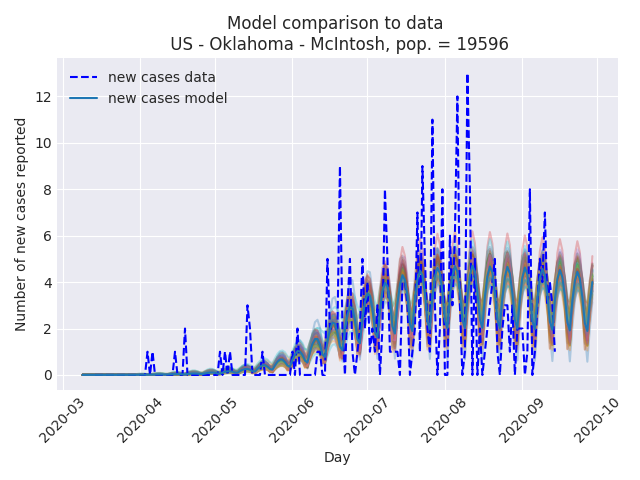 Model comparison to data
US - Oklahoma - McIntosh, pop. = 19596
new cases data
new cases model
Number of new cases reported
12
10
8
6
4
2
0
2020-03
2020-04
2020-05
2020-06
2020-07
2020-08
2020-09
2020-10
Day